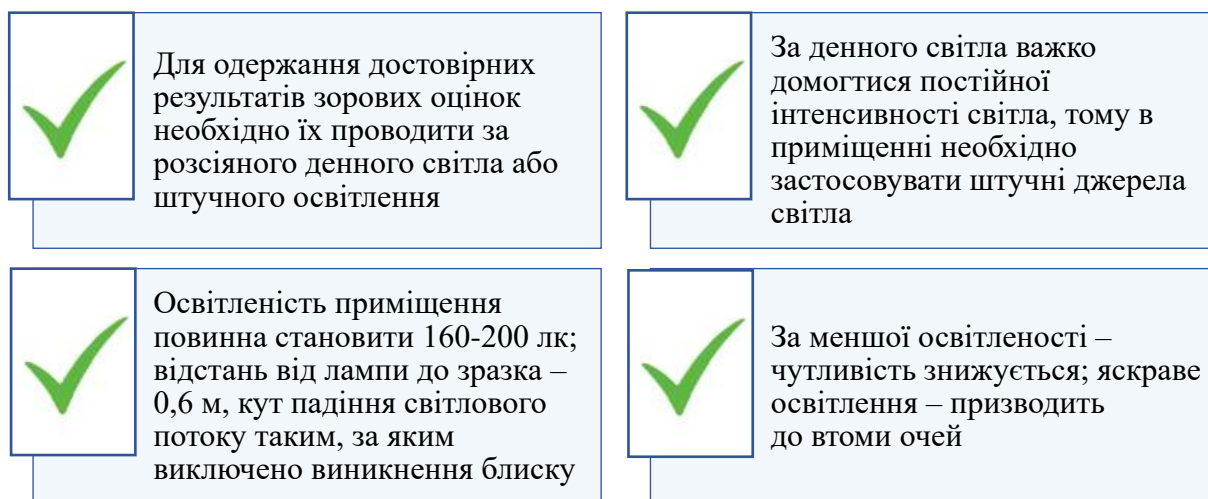 Для одержання достовірних
результатів зорових оцінок
необхідно їх проводити за
розсіяного денного світла або
штучного освітлення
За денного світла важко
домогтися постійної
інтенсивності світла, тому в
приміщенні необхідно
застосовувати штучні джерела
світла
Освітленість приміщення
повинна становити 160-200 лк;
відстань від лампи до зразка –
0,6 м, кут падіння світлового
потоку таким, за яким
виключено виникнення блиску
За меншої освітленості –
чутливість знижується; яскраве
освітлення – призводить
до втоми очей